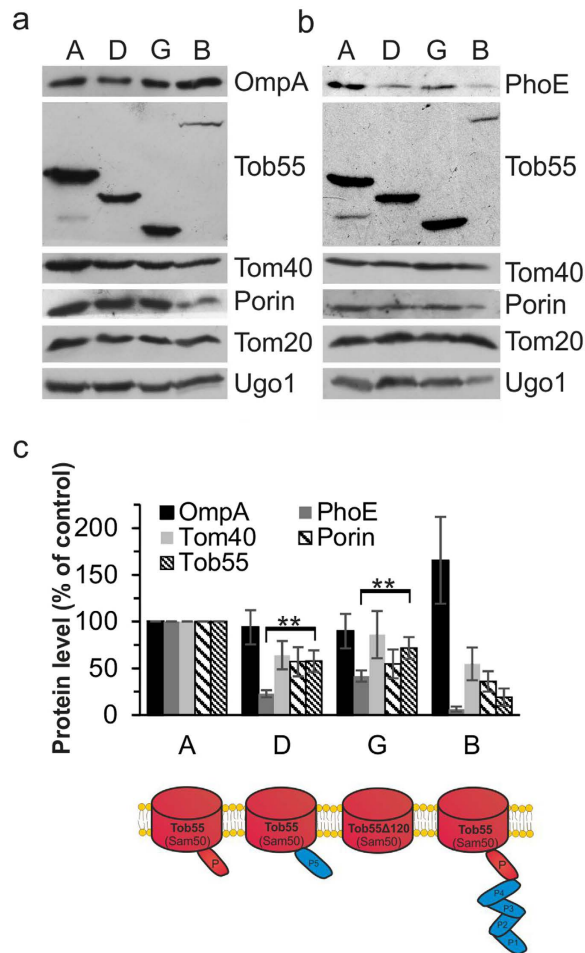 a
A D G B
OmpA
Tob55
Tom40
Porin
Tom20
Ugo1
b
A D G B
PhoE
Tob55
Tom40
Porin
Tom20
Ugo1
c
Protein level (% of control)
200
150
100
50
0
OmpA PhoE
Tom40 Porin
Tob55
**
**
A D G B
Tob55 Tob55 Tob55Δ120 Tob55
(Sam50) (Sam50) (Sam50) (Sam50)
P P5 P
P4
P3
P2
P1